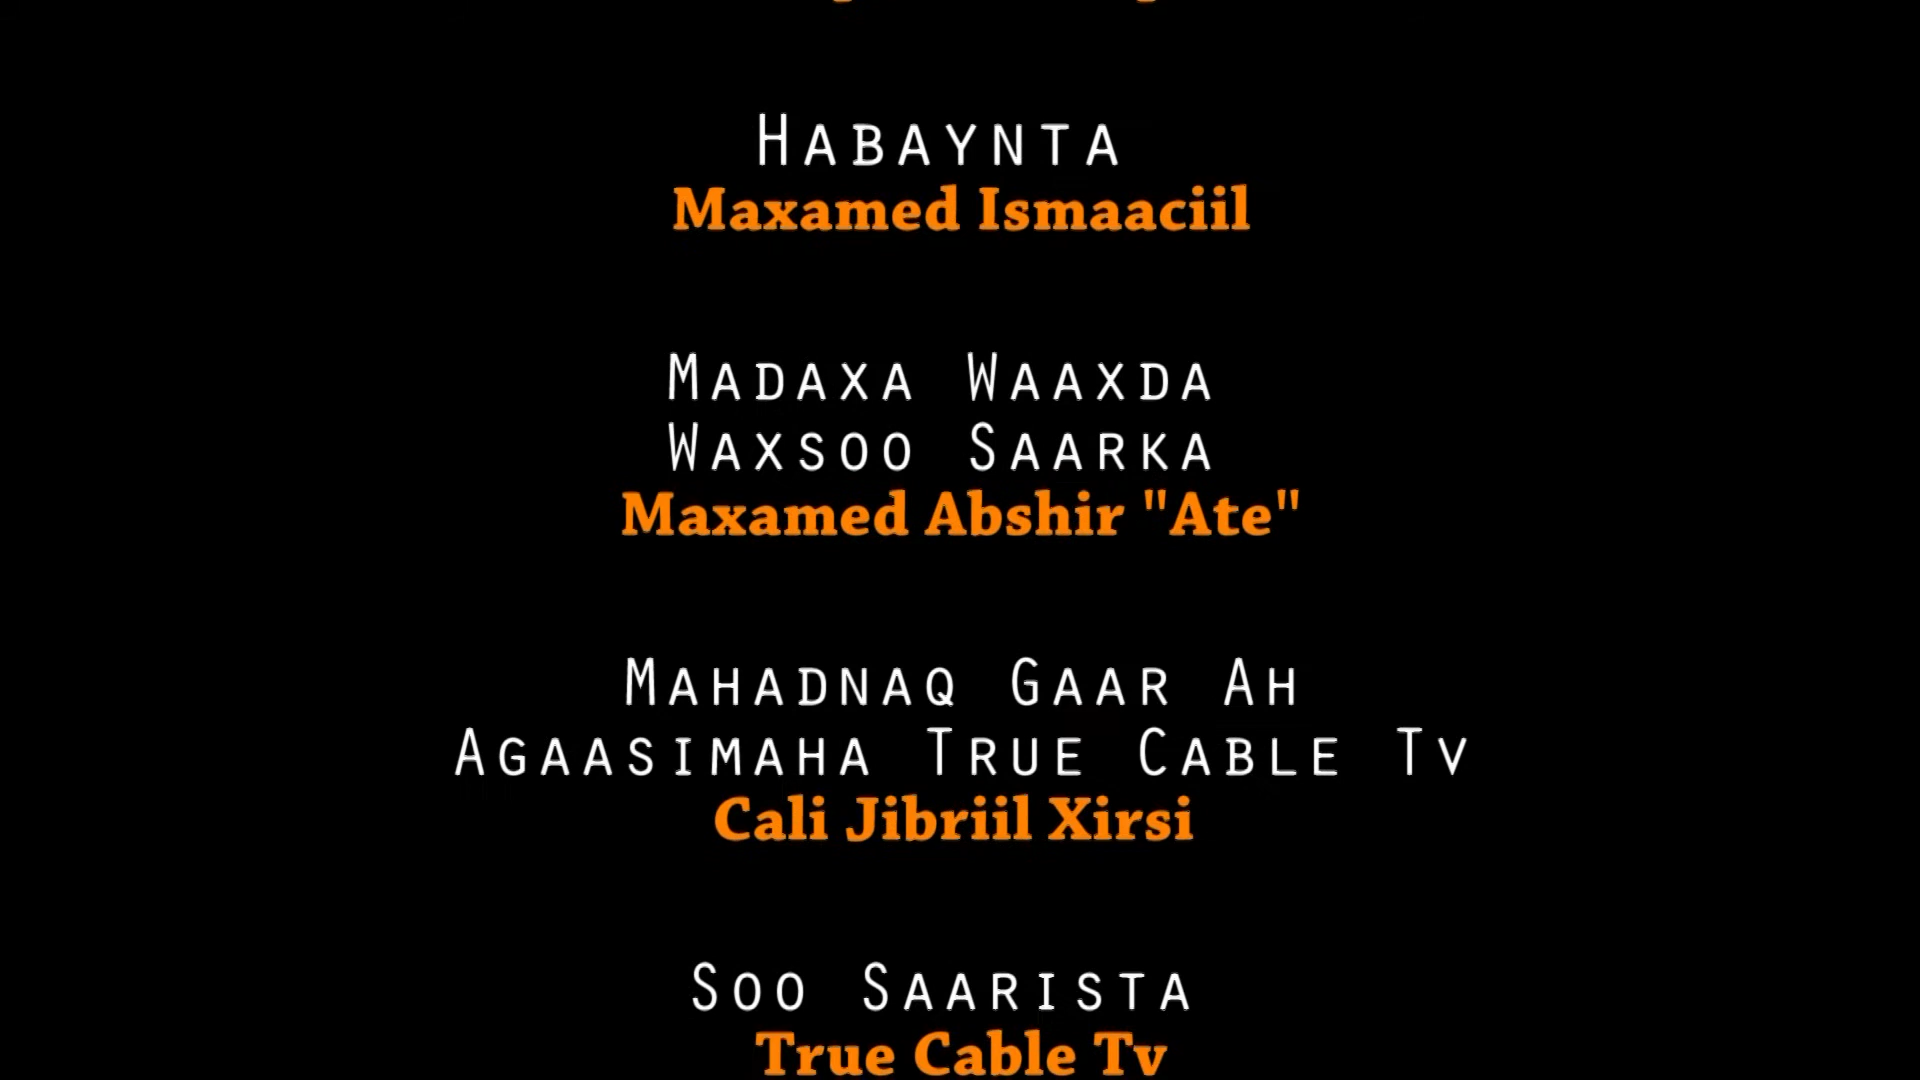 Habaynta
Maxamed Ismaaciil
Madaxa Waaxda
Waxsoo Saarka
Maxamed Abshir "Ate"
Mahadnaq Gaar Ah
Agaasimaha True Cable Tv
Cali Jibriil Xirsi
Soo Saarista
True Cable Tv